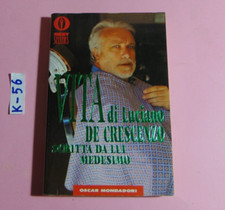 K-56
VITA di Luciano
DE CRESCENZO
SCRITTA DA LUI
MEDESIMO
OSCAR MONDADORI